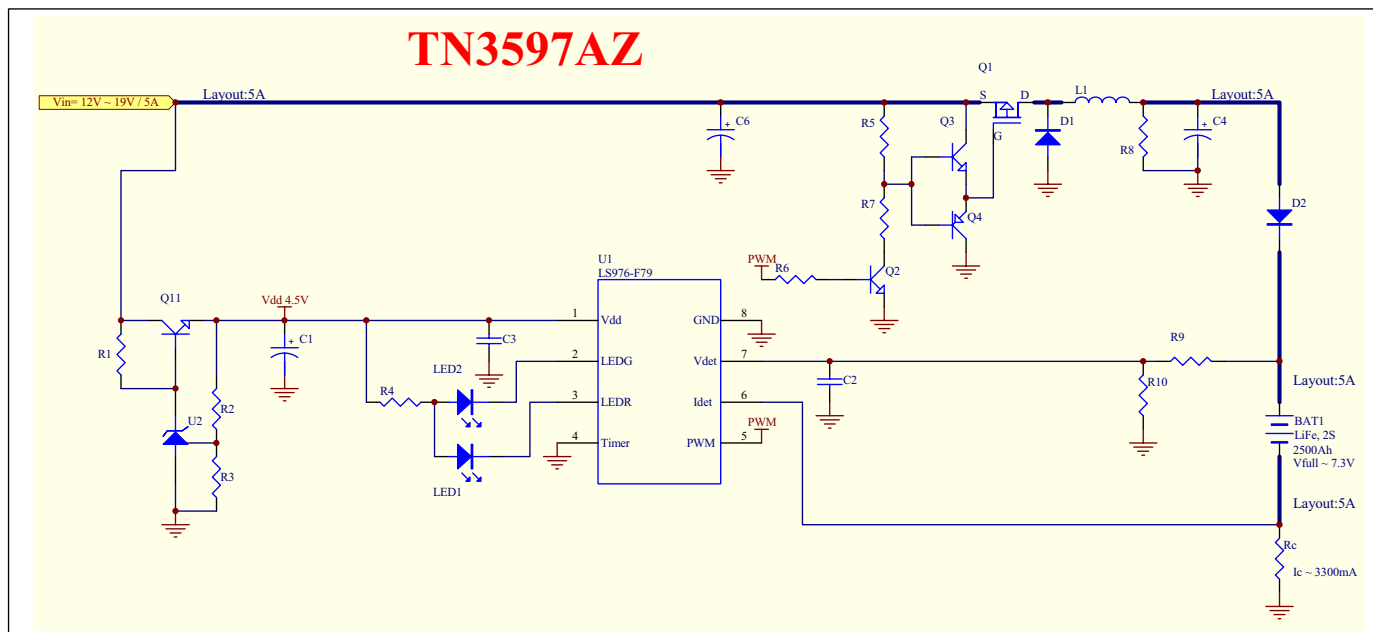 TN3597AZ
Vin= 12V ~ 19V / 5A
Layout:5A
Q1
S
D
G
L1
Layout:5A
C6
R5
Q3
D1
R8
C4
R7
Q4
D2
U1
LS976-F79
PWM
R6
Q2
Q11
Vdd 4.5V
R1
C1
C3
1
Vdd
GND
8
2
LEDG
Vdet
7
3
LEDR
Idet
6
4
Timer
PWM
5
PWM
R4
LED2
LED1
C2
R9
R10
U2
R2
R3
Layout:5A
BAT1
LiFe, 2S
2500Ah
Vfull ~ 7.3V
Layout:5A
Rc
Ic ~ 3300mA